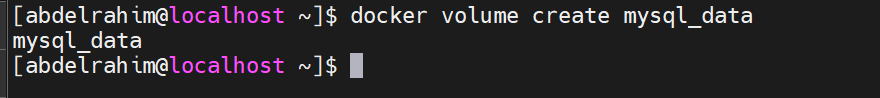 [abdelrahim@localhost ~]$ docker volume create mysql_data
mysql_data
[abdelrahim@localhost ~]$